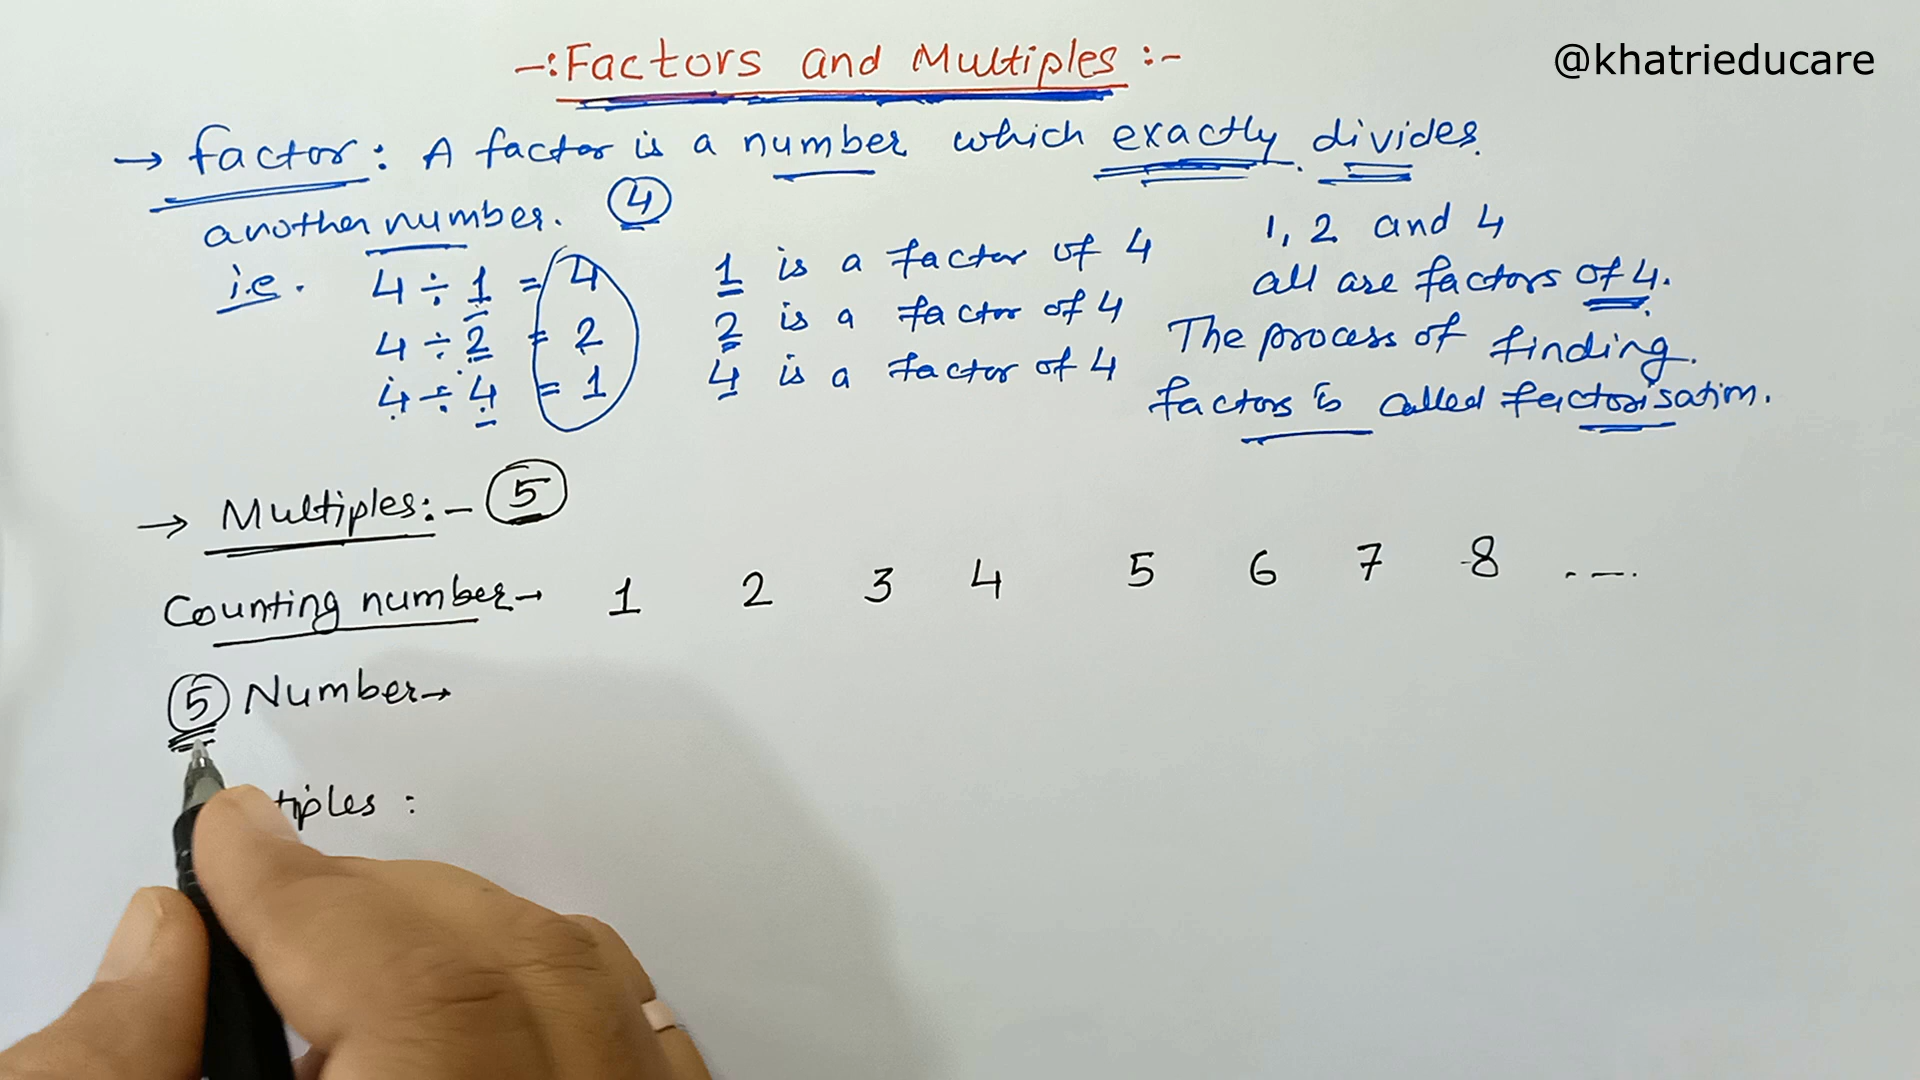 -: Factors and Multiples :-
@khatrieducare
→ factor: A factor is a number which exactly divides.
another number. 4
i.e. 4 ÷ 1 = 4
4 ÷ 2 = 2
4 ÷ 4 = 1
1 is a factor of 4
2 is a factor of 4
4 is a factor of 4
1, 2 and 4
all are factors of 4.
The process of finding.
factors is called factorisation.
→ Multiples:- 5
Counting number→ 1 2 3 4 5 6 7 8 ....
5 Number→
tiples :